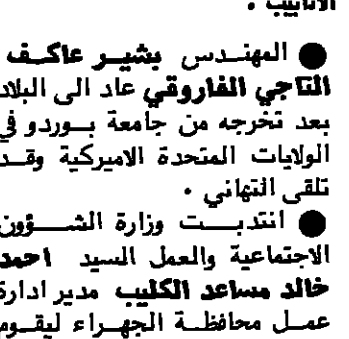 الانابيب .
● المهندس بشير عاكف
التاجي الفاروقي عاد الى البلاد
بعد تخرجه من جامعة بوردو في
الولايات المتحدة الاميركية وقد
تلقى التهاني .
● انتدبت وزارة الشؤون
الاجتماعية والعمل السيد احمد
خالد مساعد الكليب مدير ادارة
عمل محافظة الجهراء ليقوم